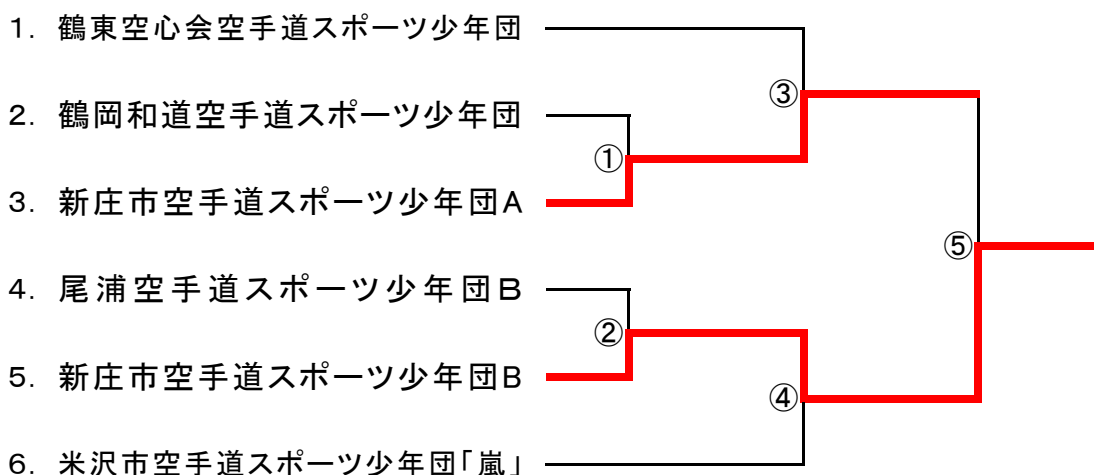 1. 鶴東空心会空手道スポーツ少年団
③
2. 鶴岡和道空手道スポーツ少年団
①
3. 新庄市空手道スポーツ少年団A
⑤
4. 尾浦空手道スポーツ少年団B
②
5. 新庄市空手道スポーツ少年団B
④
6. 米沢市空手道スポーツ少年団「嵐」